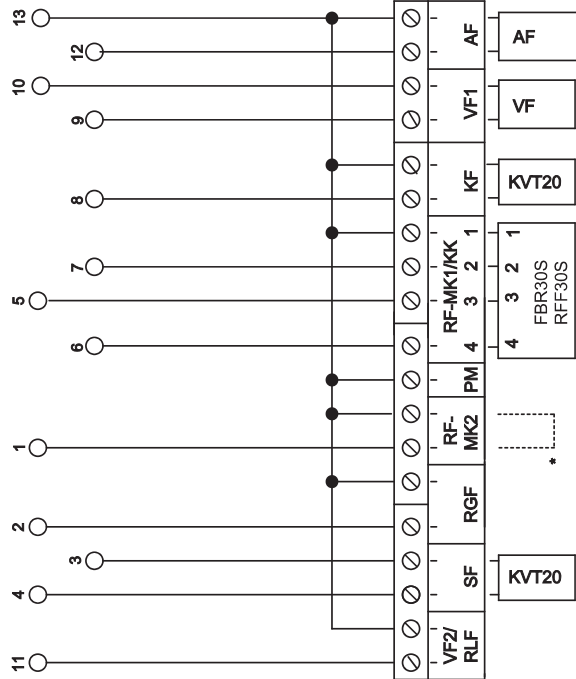 13
12
10
9
8
7
5
6
1
2
3
4
11
AF
VF1
KF
RF-MK1/KK
1
2
3
4
PM
RF-
MK2
RGF
SF
VF2/
RLF
AF
VF
KVT20
1
2
3
4
FBR30S
RFF30S
*
KVT20